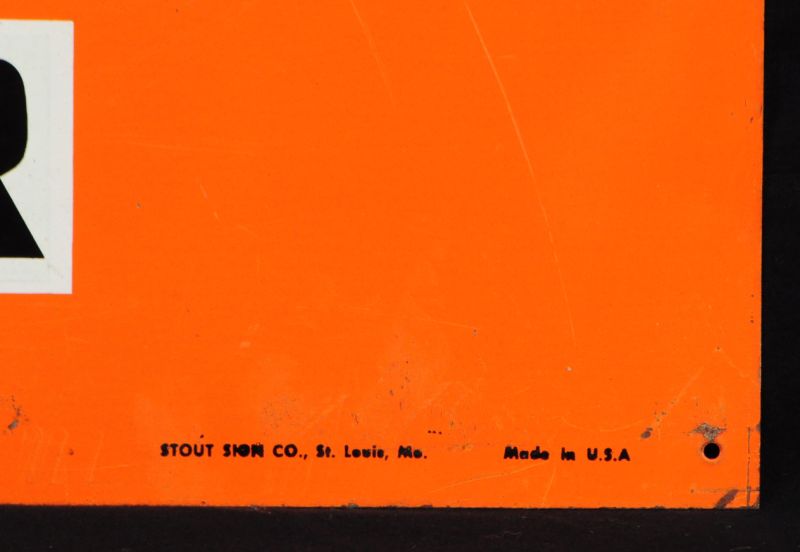 R
STOUT SIGN CO., St. Louis, Mo. Made in U.S.A